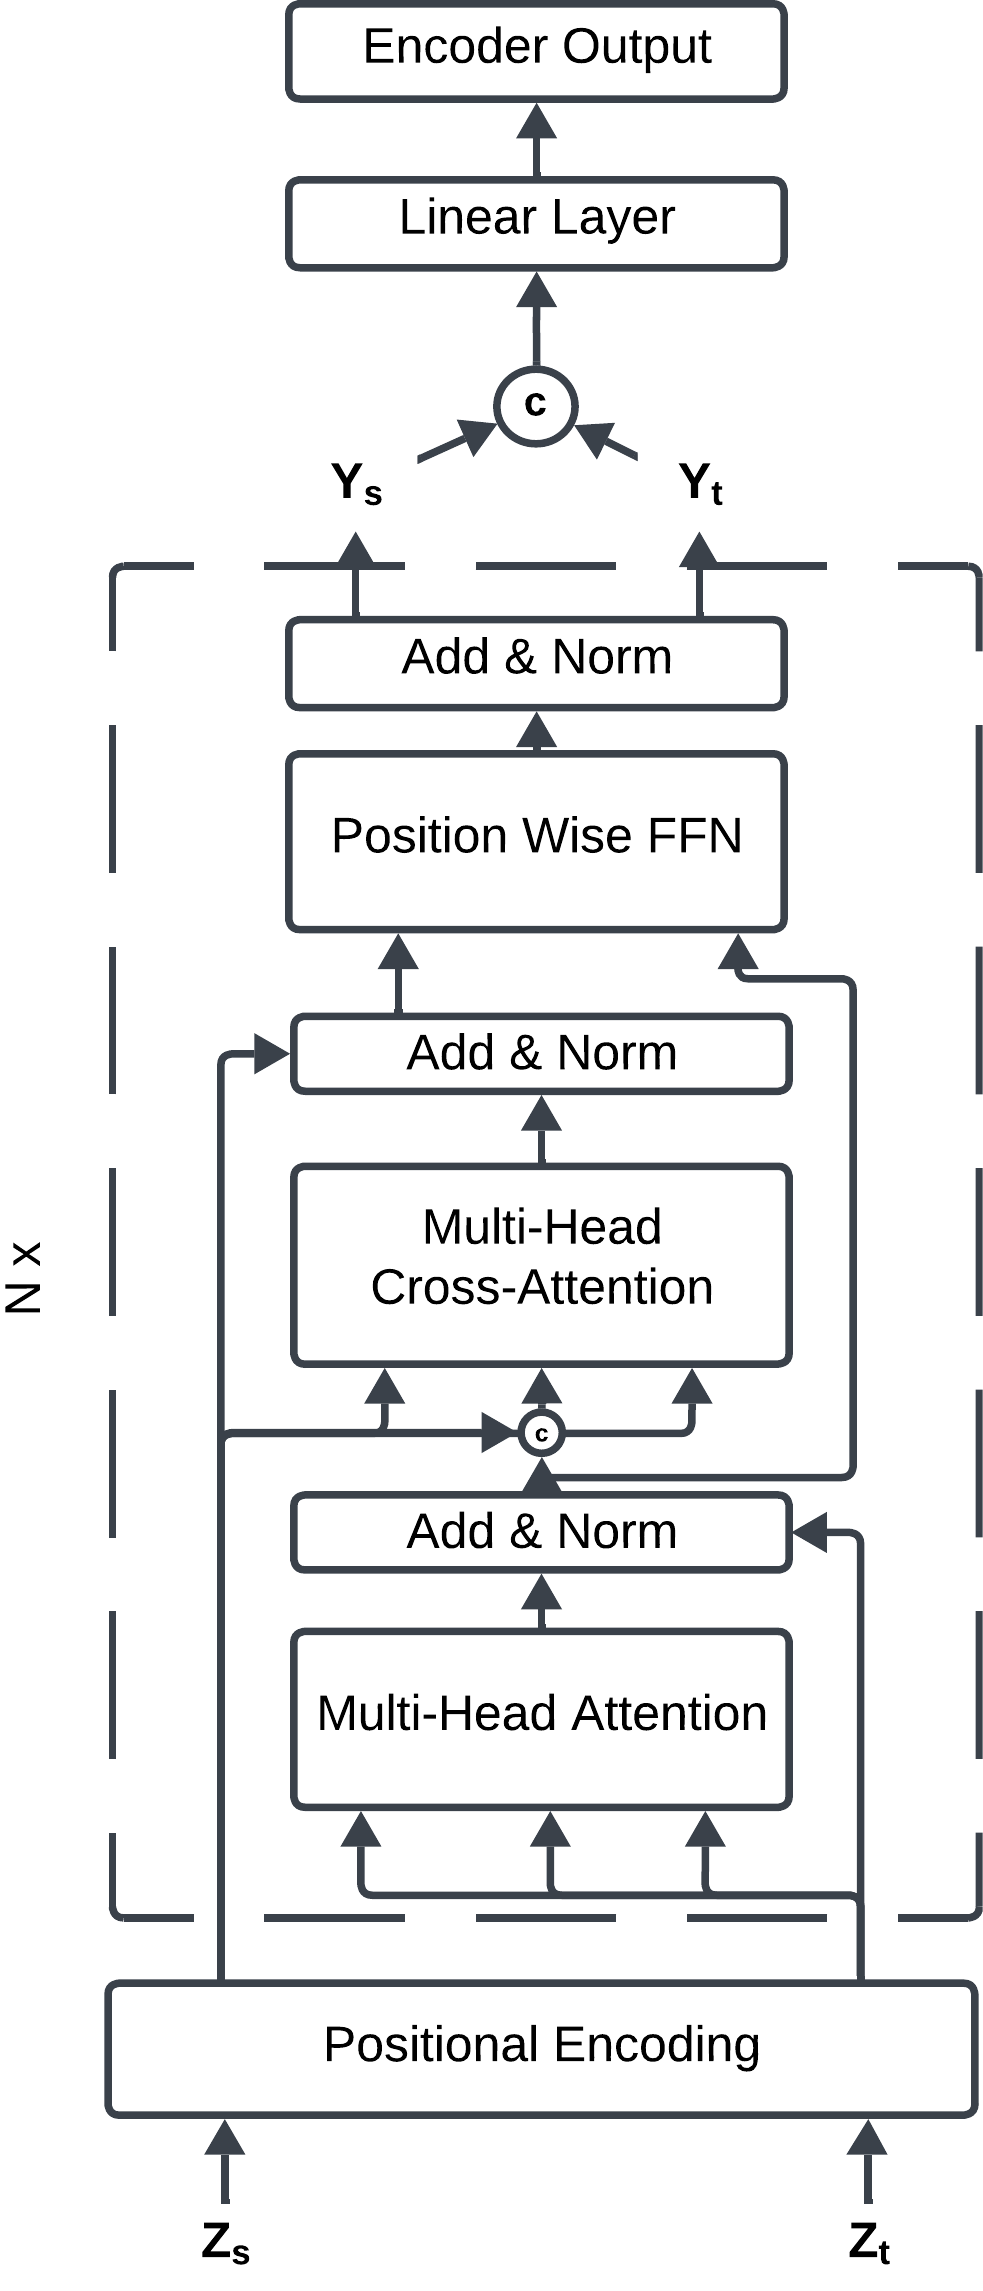 Encoder Output
Linear Layer
c
Ys Yt
Add & Norm
Position Wise FFN
Add & Norm
Multi-Head
Cross-Attention
N x
c
Add & Norm
Multi-Head Attention
Positional Encoding
Zs Zt